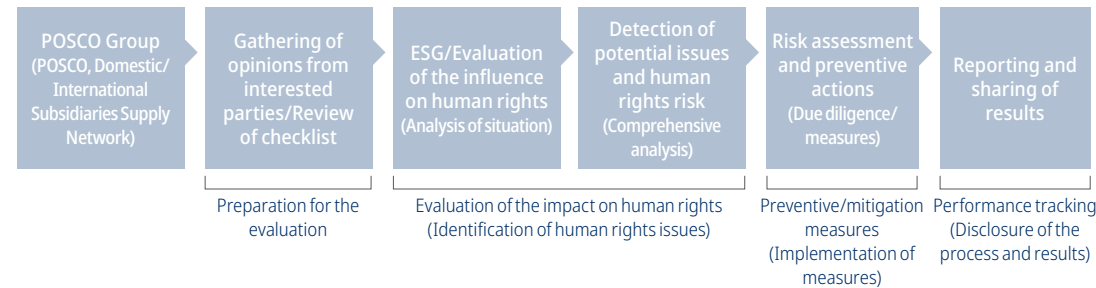 POSCO Group
(POSCO, Domestic/
International
Subsidiaries Supply
Network)
Gathering of
opinions from
interested
parties/Review
of checklist
ESG/Evaluation
of the influence
on human rights
(Analysis of situation)
Detection of
potential issues
and human
rights risk
(Comprehensive
analysis)
Risk assessment
and preventive
actions
(Due diligence/
measures)
Reporting and
sharing of
results
Preparation for the
evaluation
Evaluation of the impact on human rights
(Identification of human rights issues)
Preventive/mitigation
measures
(Implementation of
measures)
Performance tracking
(Disclosure of the
process and results)